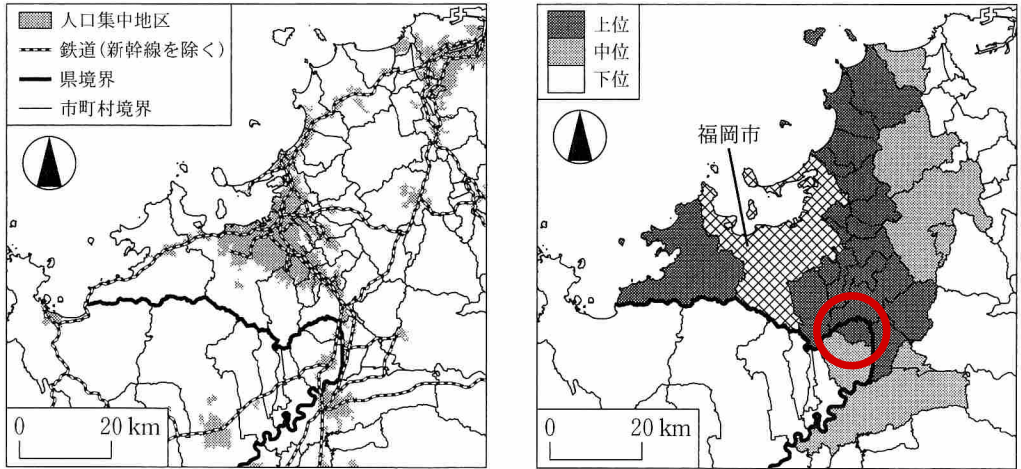 人口集中地区
鉄道(新幹線を除く)
県境界
市町村境界
0 20 km
上位
中位
下位
福岡市
0 20 km